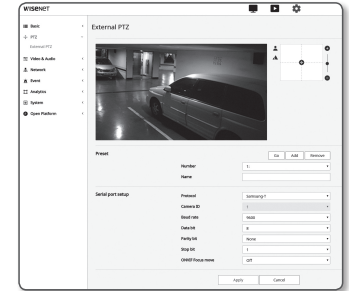 WISENET
Basic
PTZ
External PTZ
Video & Audio
Network
Event
Analytics
System
Open Platform
External PTZ
Preset
Go Add Remove
Number 1:
Name
Serial port setup
Protocol Samsung-T
Camera ID 1
Baud rate 9600
Data bit 8
Parity bit None
Stop bit 1
ONVIF Focus move Off
Apply Cancel